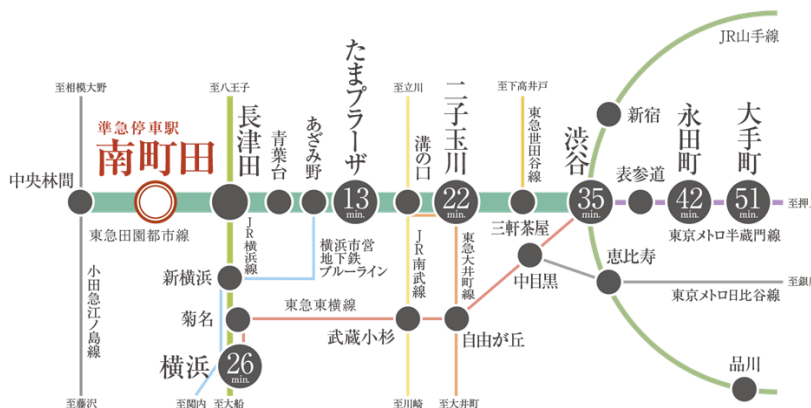 JR山手線
至相模大野
至八王子
至立川
至下高井戸
準急停車駅
南町田
長津田
青葉台
あざみ野
たまプラーザ
溝の口
二子玉川
東急世田谷線
渋谷
新宿
表参道
永田町
大手町
中央林間
13
min.
22
min.
35
min.
42
min.
51
min.
至押上
東急田園都市線
JR横浜線
横浜市営
地下鉄
ブルーライン
JR南武線
東急大井町線
三軒茶屋
東京メトロ半蔵門線
小田急江ノ島線
新横浜
中目黒
恵比寿
至銀座
東京メトロ日比谷線
菊名
東急東横線
武蔵小杉
自由が丘
横浜
26
min.
品川
至藤沢
至関内
至大船
至川崎
至大井町